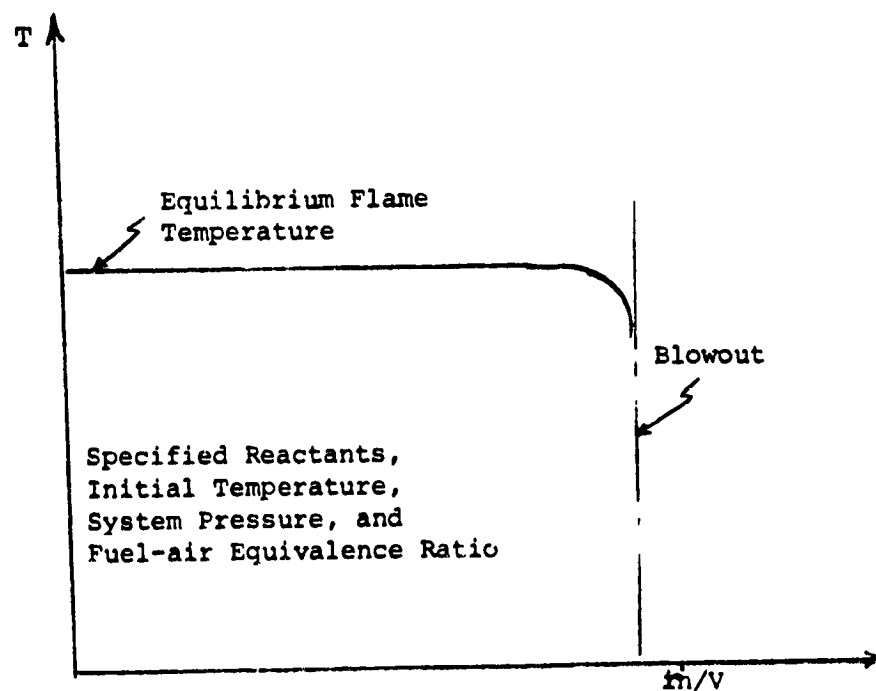 T
Equilibrium Flame
Temperature
Blowout
Specified Reactants,
Initial Temperature,
System Pressure, and
Fuel-air Equivalence Ratio
ṁ/V